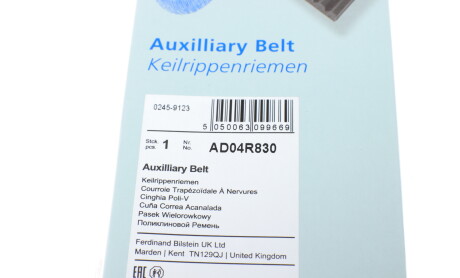 Auxilliary Belt
Keilrippenriemen
0245-9123
5 050063 099669
Stck pcs. 1 Nr. No. AD04R830
Auxilliary Belt
Keilrippenriemen
Courroie Trapézoïdale À Nervures
Cinghia Poli-V
Cuña Correa Acanalada
Pasek Wielorowkowy
Поликлиновой Ремень
Ferdinand Bilstein UK Ltd
Marden | Kent TN129QJ | United Kingdom
EAC